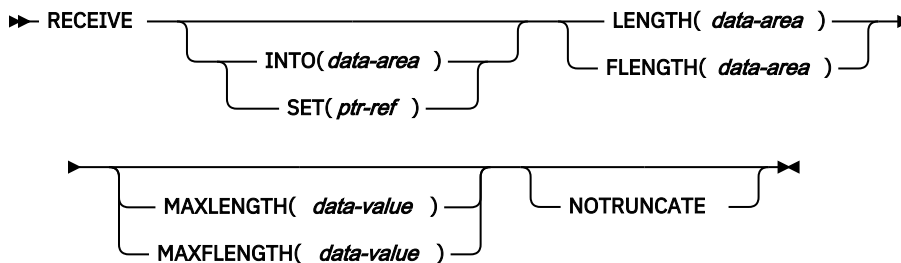 RECEIVE LENGTH( data-area )
INTO( data-area ) FLENGTH( data-area )
SET( ptr-ref )
MAXLENGTH( data-value ) NOTRUNCATE
MAXFLENGTH( data-value )